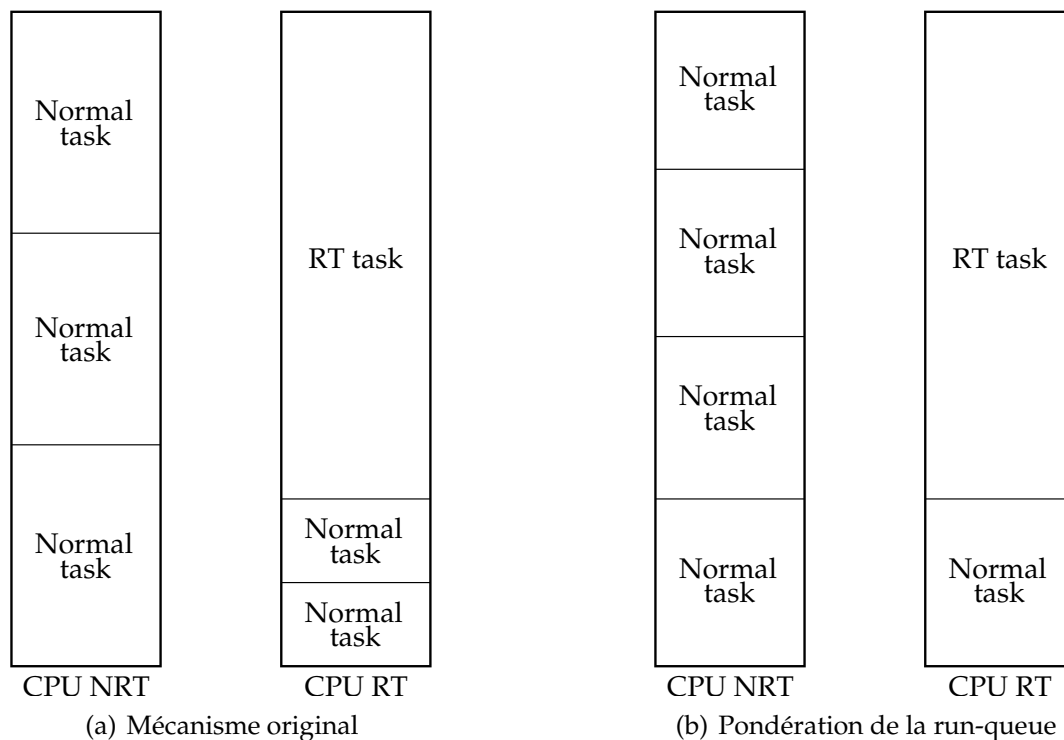 Normal
task
Normal
task
Normal
task
CPU NRT
RT task
Normal
task
Normal
task
CPU RT
(a) Mécanisme original
Normal
task
Normal
task
Normal
task
Normal
task
CPU NRT
RT task
Normal
task
CPU RT
(b) Pondération de la run-queue